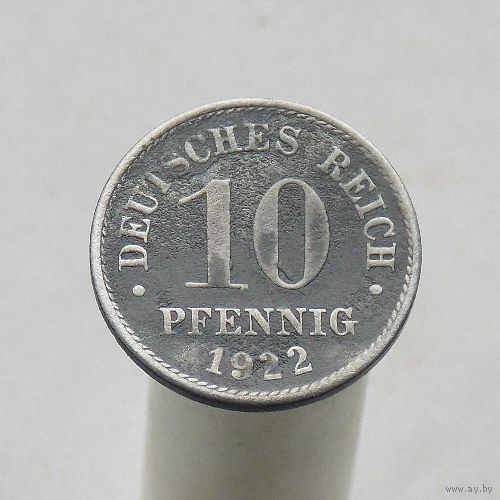 · DEUTSCHES REICH ·
10
PFENNIG
1922
www.ay.by